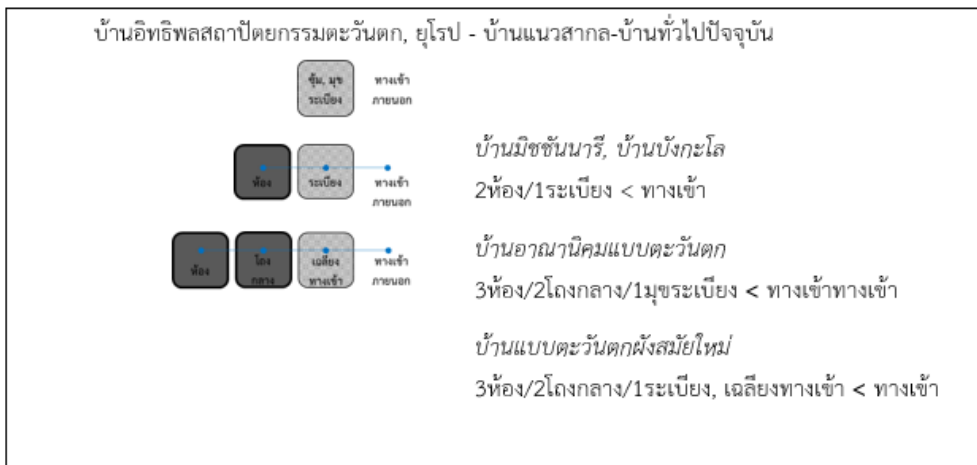 บ้านอิทธิพลสถาปัตยกรรมตะวันตก, ยุโรป - บ้านแนวสากล-บ้านทั่วไปปัจจุบัน
ซุ้ม, มุข ทางเข้า
ระเบียง ภายนอก
บ้านมิชชันนารี, บ้านบังกะโล
ห้อง ระเบียง ทางเข้า
ภายนอก
2ห้อง/1ระเบียง < ทางเข้า
บ้านอาณานิคมแบบตะวันตก
ห้อง โถง เฉลียง ทางเข้า
กลาง ทางเข้า ภายนอก
3ห้อง/2โถงกลาง/1มุขระเบียง < ทางเข้าทางเข้า
บ้านแบบตะวันตกผังสมัยใหม่
3ห้อง/2โถงกลาง/1ระเบียง, เฉลียงทางเข้า < ทางเข้า